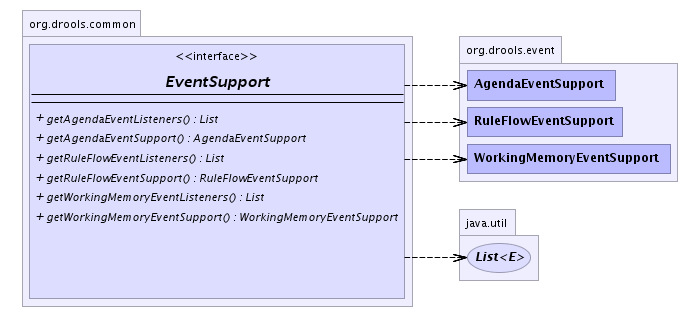 org.drools.common
<<interface>>
EventSupport
+ getAgendaEventListeners() : List
+ getAgendaEventSupport() : AgendaEventSupport
+ getRuleFlowEventListeners() : List
+ getRuleFlowEventSupport() : RuleFlowEventSupport
+ getWorkingMemoryEventListeners() : List
+ getWorkingMemoryEventSupport() : WorkingMemoryEventSupport
org.drools.event
AgendaEventSupport
RuleFlowEventSupport
WorkingMemoryEventSupport
java.util
List<E>